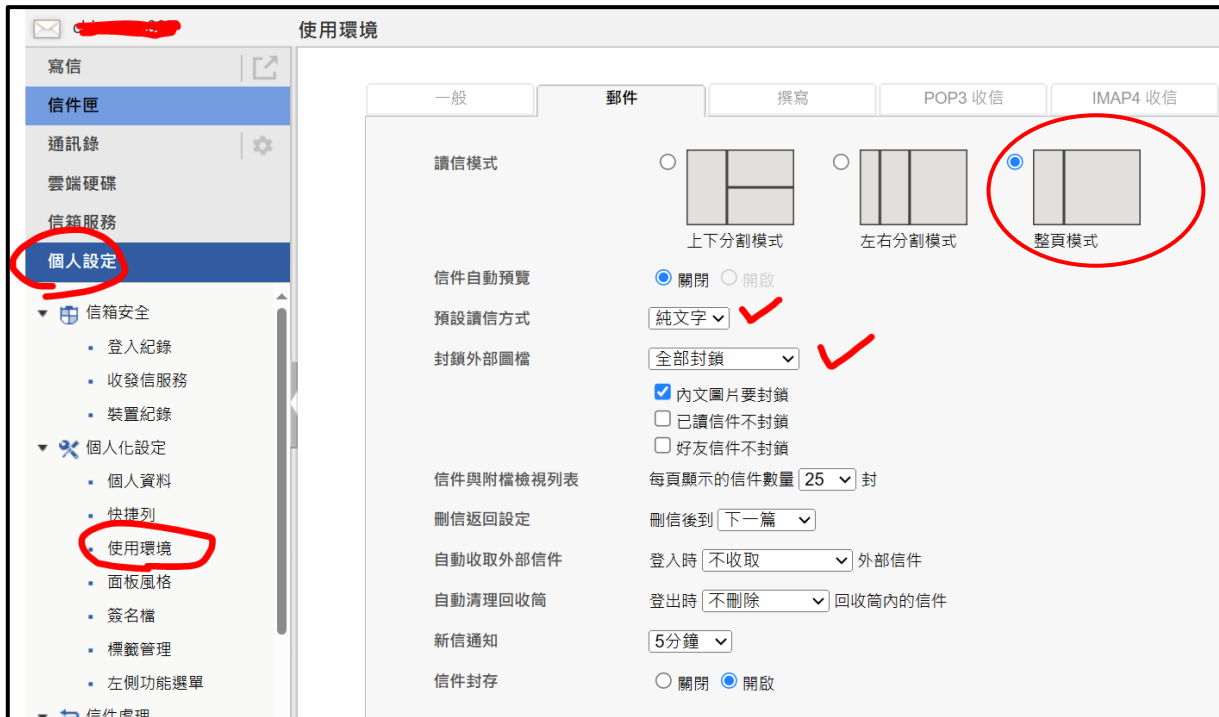 使用環境
寫信
信件匣
通訊錄
雲端硬碟
信箱服務
個人設定
信箱安全
登入紀錄
收發信服務
裝置紀錄
個人化設定
個人資料
快捷列
使用環境
面板風格
簽名檔
標籤管理
左側功能選單
信件處理
一般 郵件 撰寫 POP3 收信 IMAP4 收信
讀信模式
上下分割模式 左右分割模式 整頁模式
信件自動預覽 關閉 開啟
預設讀信方式 純文字
封鎖外部圖檔 全部封鎖
內文圖片要封鎖
已讀信件不封鎖
好友信件不封鎖
信件與附檔檢視列表 每頁顯示的信件數量 25 封
刪信返回設定 刪信後到 下一篇
自動收取外部信件 登入時 不收取 外部信件
自動清理回收筒 登出時 不刪除 回收筒內的信件
新信通知 5分鐘
信件封存 關閉 開啟